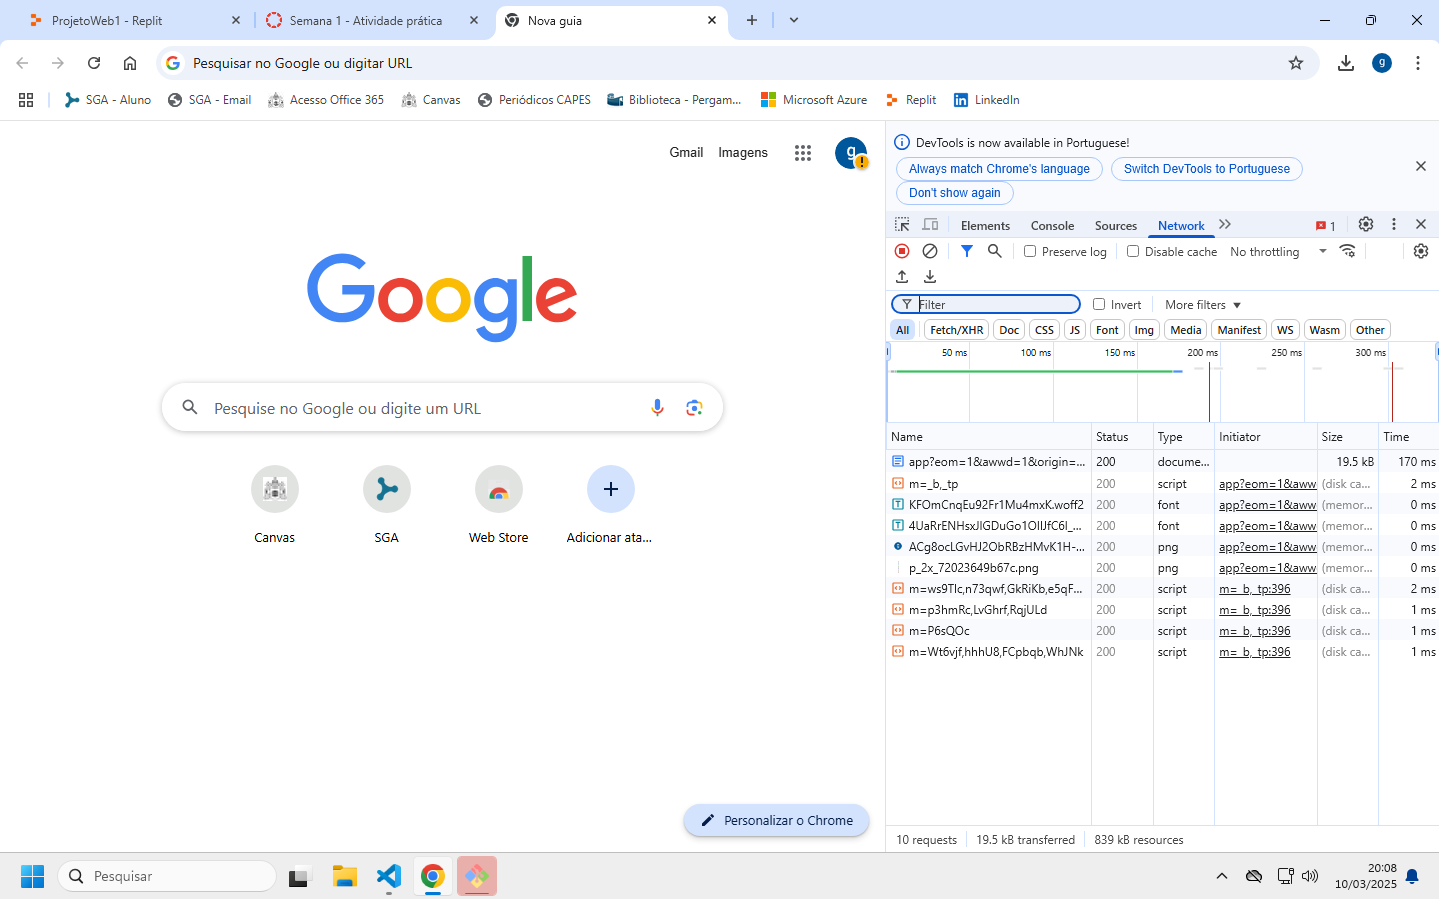 ProjetoWeb1 - Replit
Semana 1 - Atividade prática
Nova guia
Pesquisar no Google ou digitar URL
g
SGA - Aluno
SGA - Email
Acesso Office 365
Canvas
Periódicos CAPES
Biblioteca - Pergam...
Microsoft Azure
Replit
LinkedIn
Gmail
Imagens
g
Google
Pesquise no Google ou digite um URL
Canvas
SGA
Web Store
Adicionar ata...
Personalizar o Chrome
DevTools is now available in Portuguese!
Always match Chrome's language
Switch DevTools to Portuguese
Don't show again
Elements Console Sources Network 1
Preserve log Disable cache No throttling
Filter Invert More filters
All Fetch/XHR Doc CSS JS Font Img Media Manifest WS Wasm Other
50 ms 100 ms 150 ms 200 ms 250 ms 300 ms
Name Status Type Initiator Size Time
app?eom=1&awwd=1&origin=... 200 docume... 19.5 kB 170 ms
m=_b,_tp 200 script app?eom=1&aww (disk ca... 2 ms
KFOmCnqEu92Fr1Mu4mxK.woff2 200 font app?eom=1&aww (memor... 0 ms
200 font app?eom=1&aww (memor... 0 ms
ACg8ocLGvHJ2ObRBzHMvK1H-... 200 png app?eom=1&aww (memor... 0 ms
p_2x_72023649b67c.png 200 png app?eom=1&aww (memor... 0 ms
m=ws9Tlc,n73qwf,GkRiKb,e5qF... 200 script m=_b,_tp:396 (disk ca... 2 ms
m=p3hmRc,LvGhrf,RqjULd 200 script m=_b,_tp:396 (disk ca... 1 ms
m=P6sQOc 200 script m=_b,_tp:396 (disk ca... 1 ms
m=Wt6vjf,hhhU8,FCpbqb,WhJNk 200 script m=_b,_tp:396 (disk ca... 1 ms
10 requests 19.5 kB transferred 839 kB resources
Pesquisar
20:08
10/03/2025